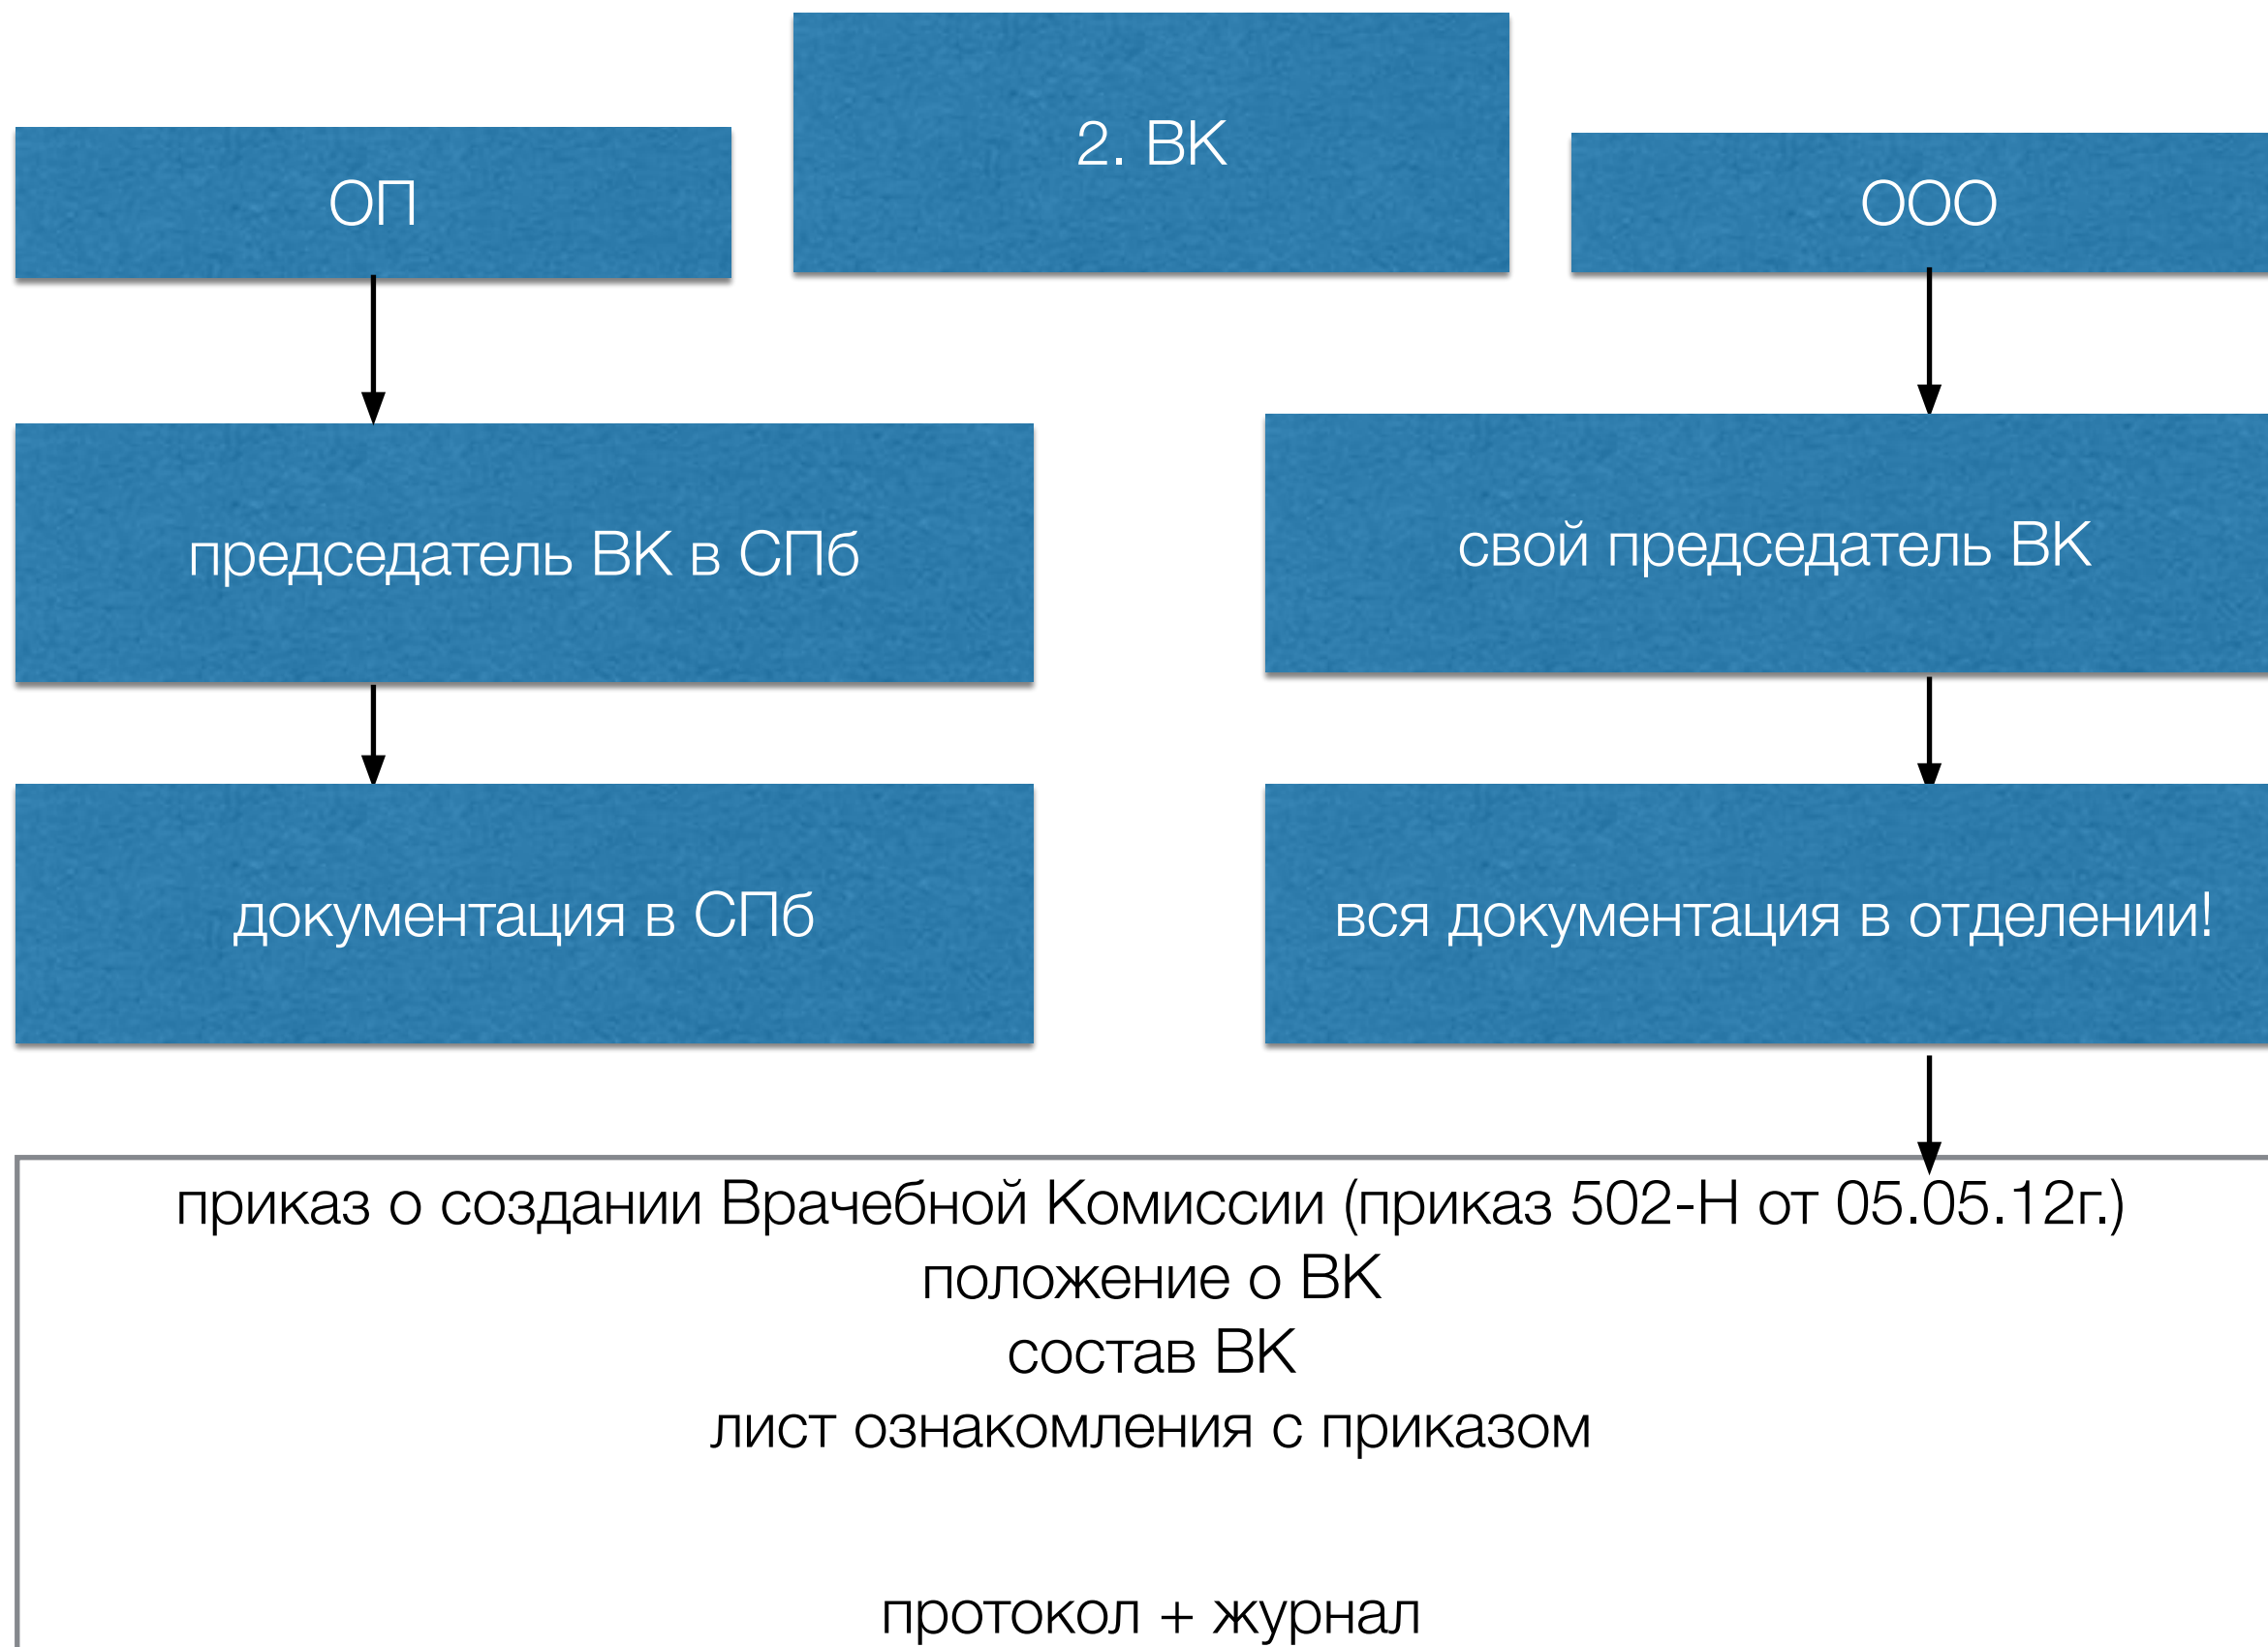 2. ВК
ОП
ООО
председатель ВК в СПб
свой председатель ВК
документация в СПб
вся документация в отделении!
приказ о создании Врачебной Комиссии (приказ 502-Н от 05.05.12г.)
положение о ВК
состав ВК
лист ознакомления с приказом
протокол + журнал